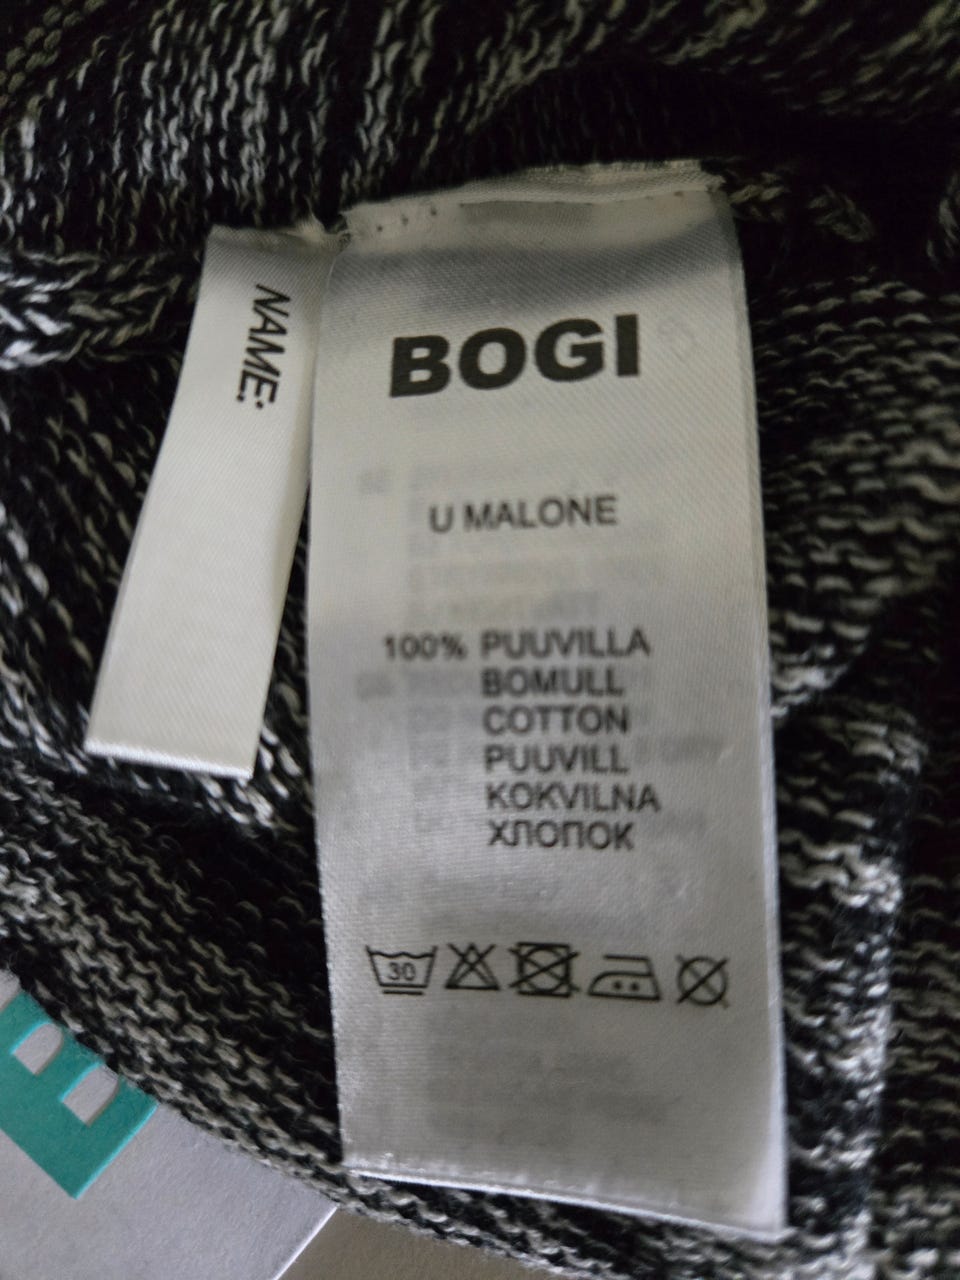 NAME:
BOGI
U MALONE
100% PUUVILLA
BOMULL
COTTON
PUUVILL
KOKVILNA
ХЛОПОК
30
B